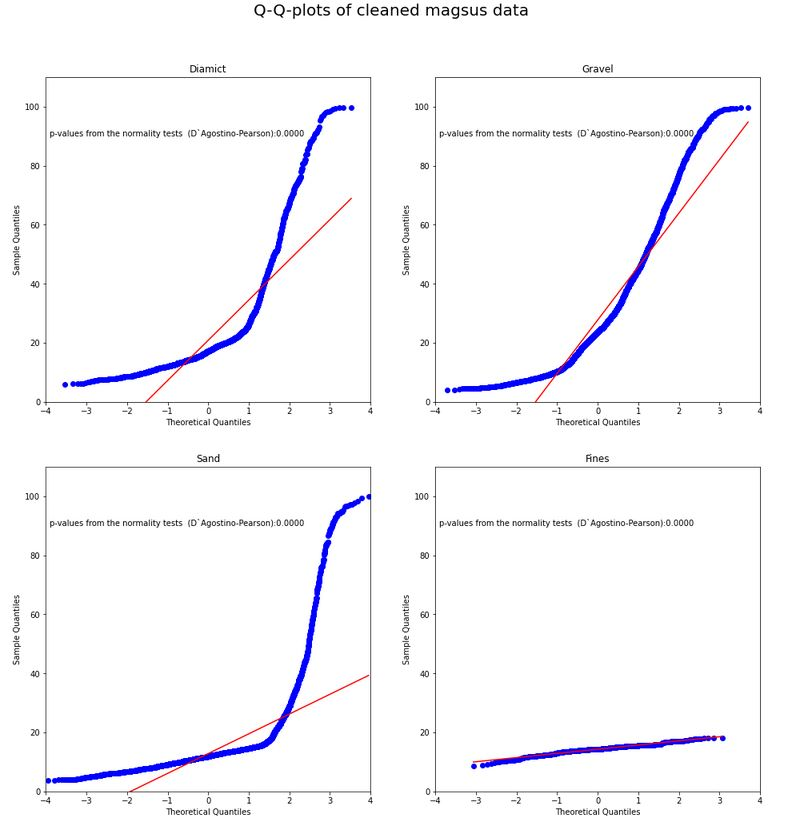 Q-Q-plots of cleaned magsus data
Diamict
100
80
60
40
20
0
Sample Quantiles
p-values from the normality tests (D`Agostino-Pearson):0.0000
−4 −3 −2 −1 0 1 2 3 4
Theoretical Quantiles
Gravel
100
80
60
40
20
0
Sample Quantiles
p-values from the normality tests (D`Agostino-Pearson):0.0000
−4 −3 −2 −1 0 1 2 3 4
Theoretical Quantiles
Sand
100
80
60
40
20
0
Sample Quantiles
p-values from the normality tests (D`Agostino-Pearson):0.0000
−4 −3 −2 −1 0 1 2 3 4
Theoretical Quantiles
Fines
100
80
60
40
20
0
Sample Quantiles
p-values from the normality tests (D`Agostino-Pearson):0.0000
−4 −3 −2 −1 0 1 2 3 4
Theoretical Quantiles